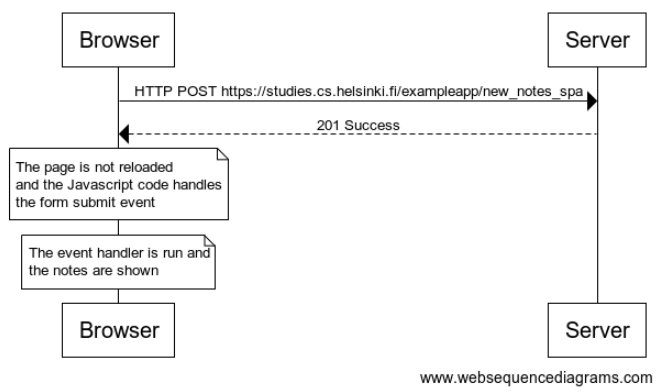 Browser
Server
HTTP POST https://studies.cs.helsinki.fi/exampleapp/new_notes_spa
201 Success
The page is not reloaded
and the Javascript code handles
the form submit event
The event handler is run and
the notes are shown
Browser
Server
www.websequencediagrams.com